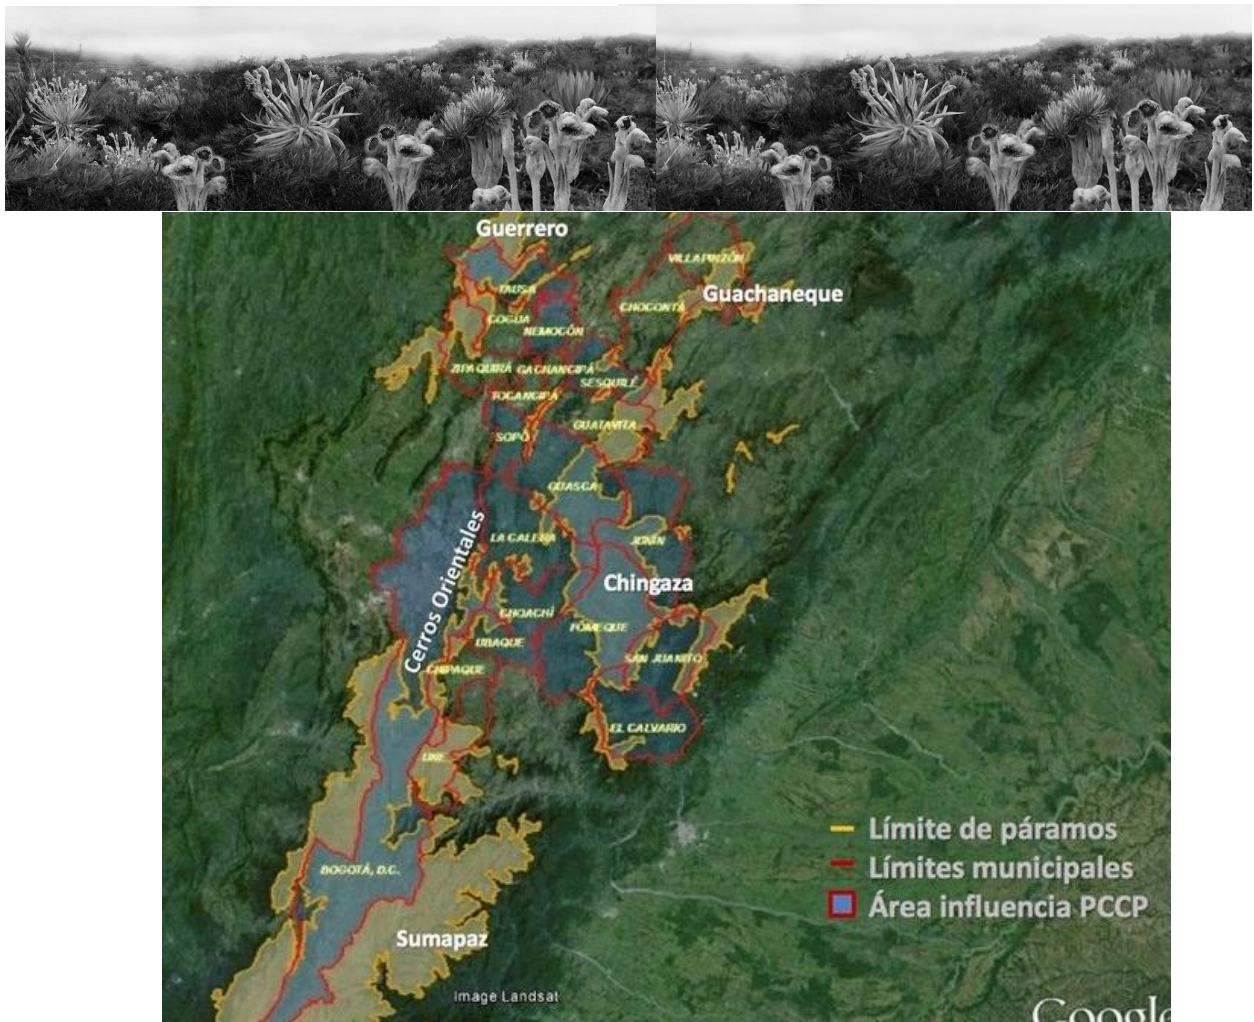 Guerrero
VILLAPINZÓN
Guachaneque
TAUSA
CHOCONTÁ
COGUA
NEMOCÓN
ZIPAQUIRÁ
GACHANCIPÁ
SESQUILÉ
TOCANCIPÁ
GUATAVITA
SOPÓ
GUASCA
LA CALERA
JUNÍN
Cerros Orientales
Chingaza
CHOACHÍ
FÓMEQUE
UBAQUE
SAN JUANITO
CHIPAQUE
EL CALVARIO
UNE
Límite de páramos
Límites municipales
Área influencia PCCP
BOGOTÁ, D.C.
Sumapaz
Image Landsat
Google